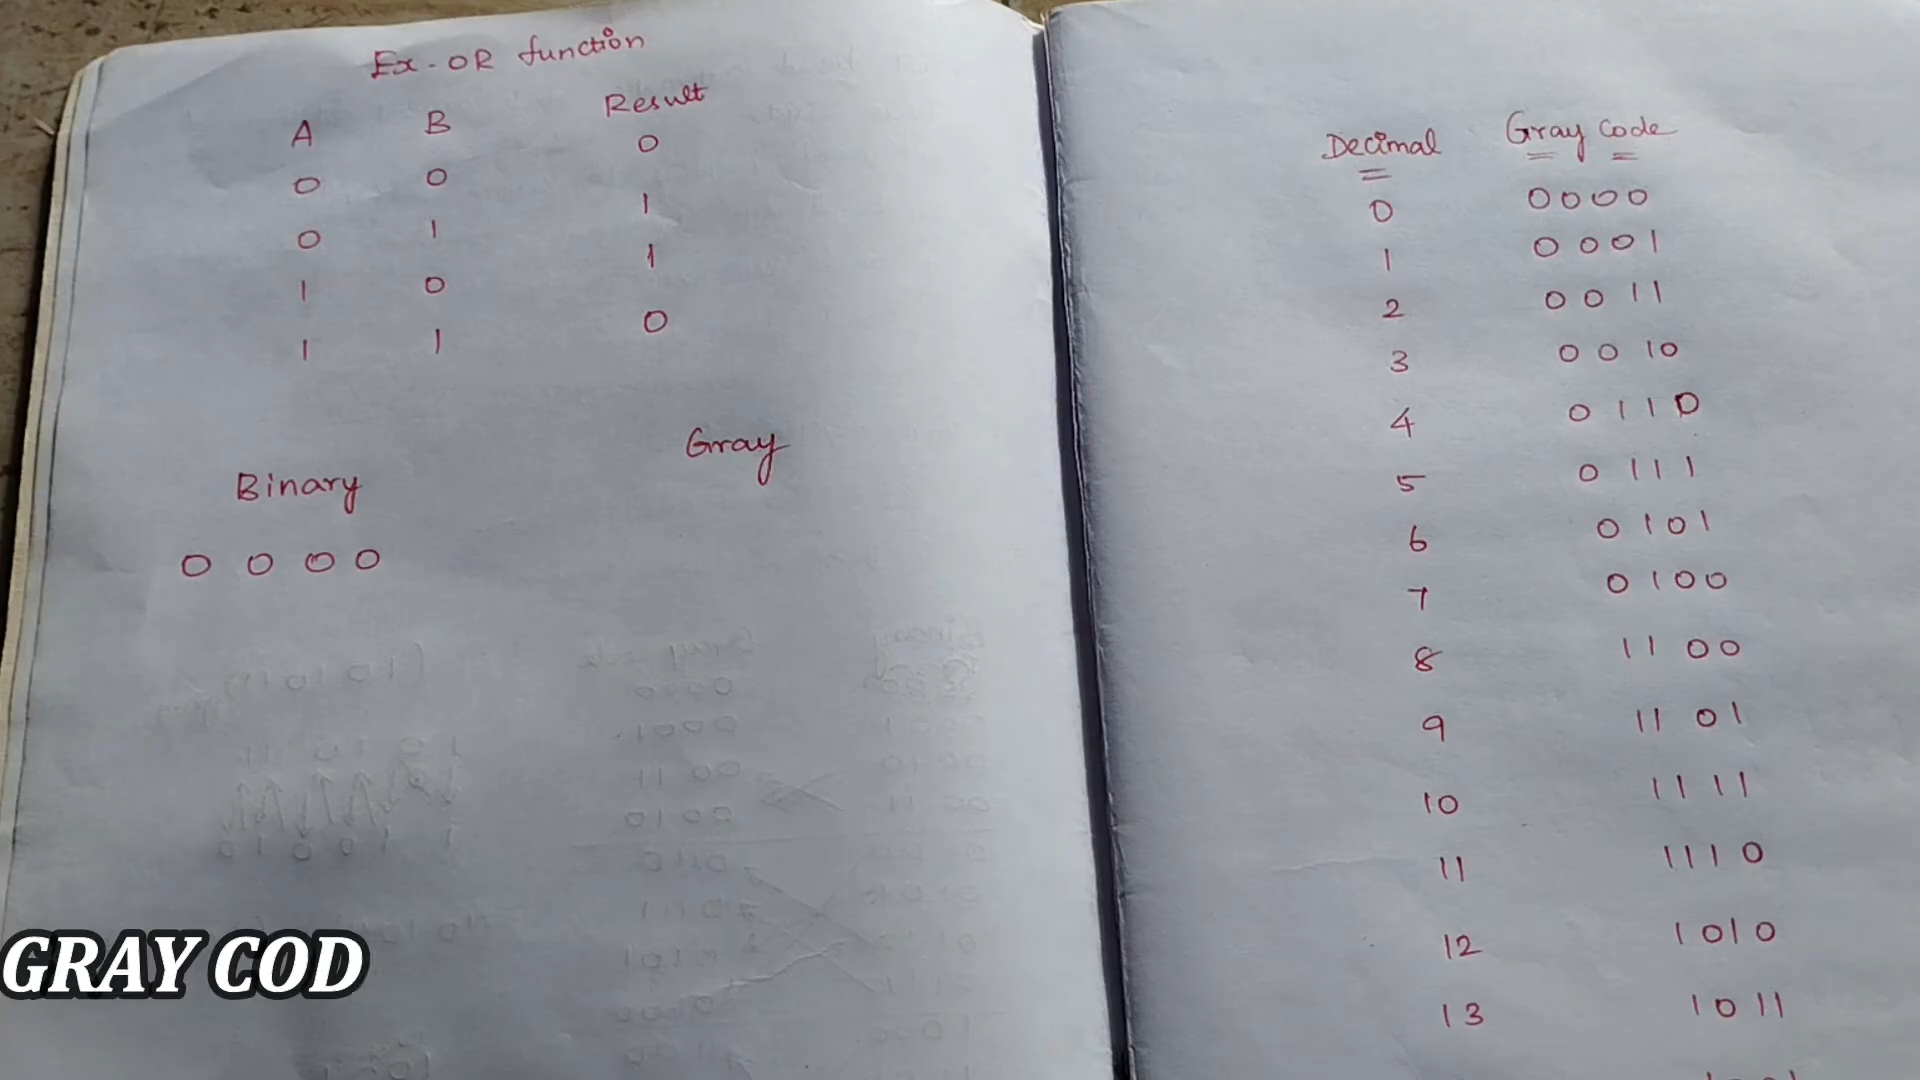 Ex-OR function
A B Result
0 0 0
0 1 1
1 0 1
1 1 0
Binary Gray
0 0 0 0
Decimal Gray code
0 0000
1 0001
2 0011
3 0010
4 0110
5 0111
6 0101
7 0100
8 1100
9 1101
10 1111
11 1110
12 1010
13 1011
GRAY COD